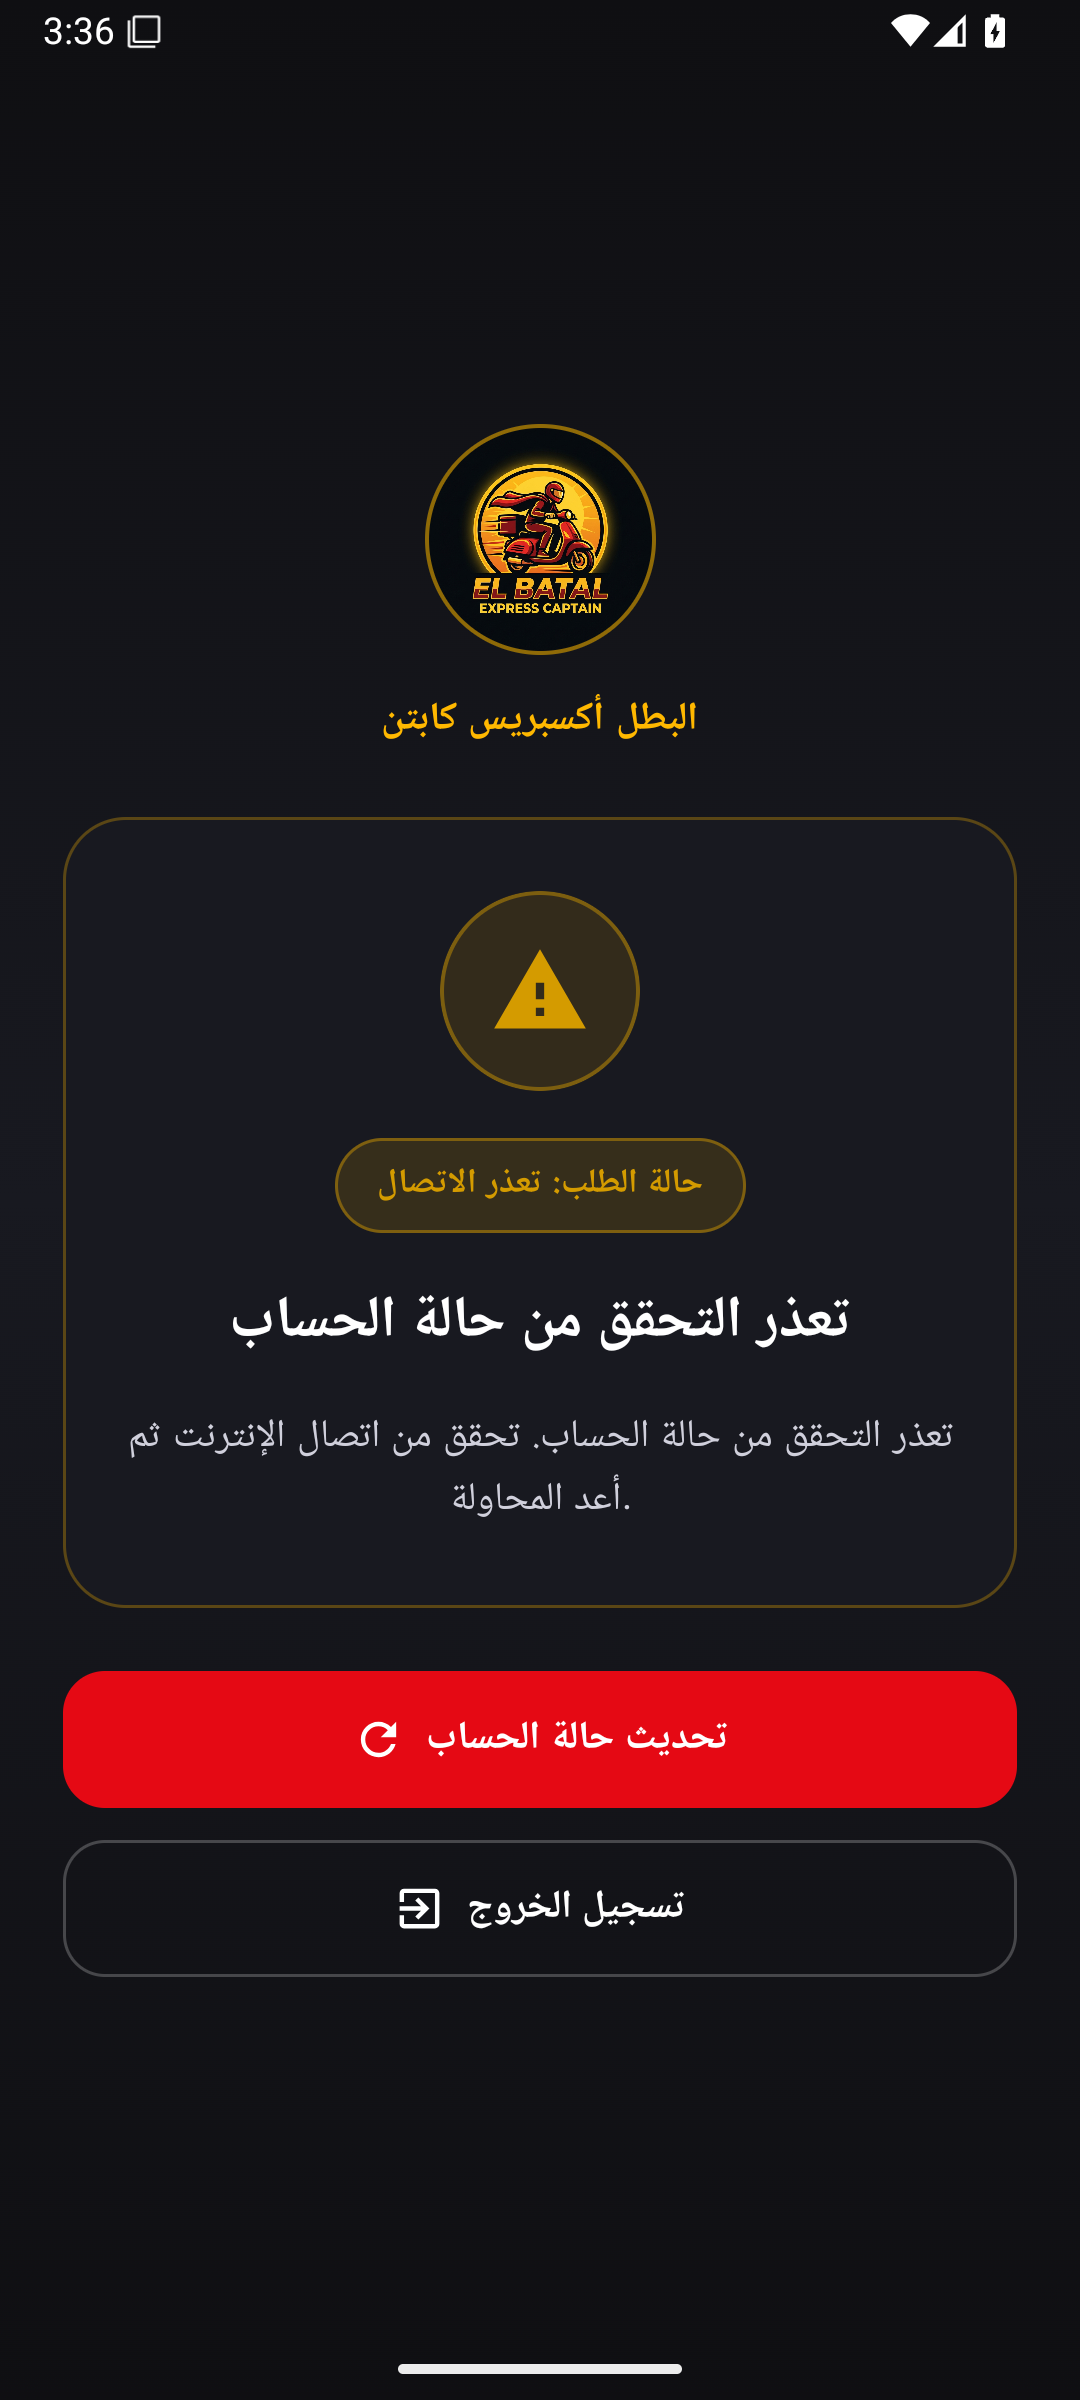 3:36
EL BATAL
EXPRESS CAPTAIN
البطل أكسبريس كابتن
حالة الطلب: تعذر الاتصال
تعذر التحقق من حالة الحساب
تعذر التحقق من حالة الحساب. تحقق من اتصال الإنترنت ثم
أعد المحاولة.
تحديث حالة الحساب
تسجيل الخروج